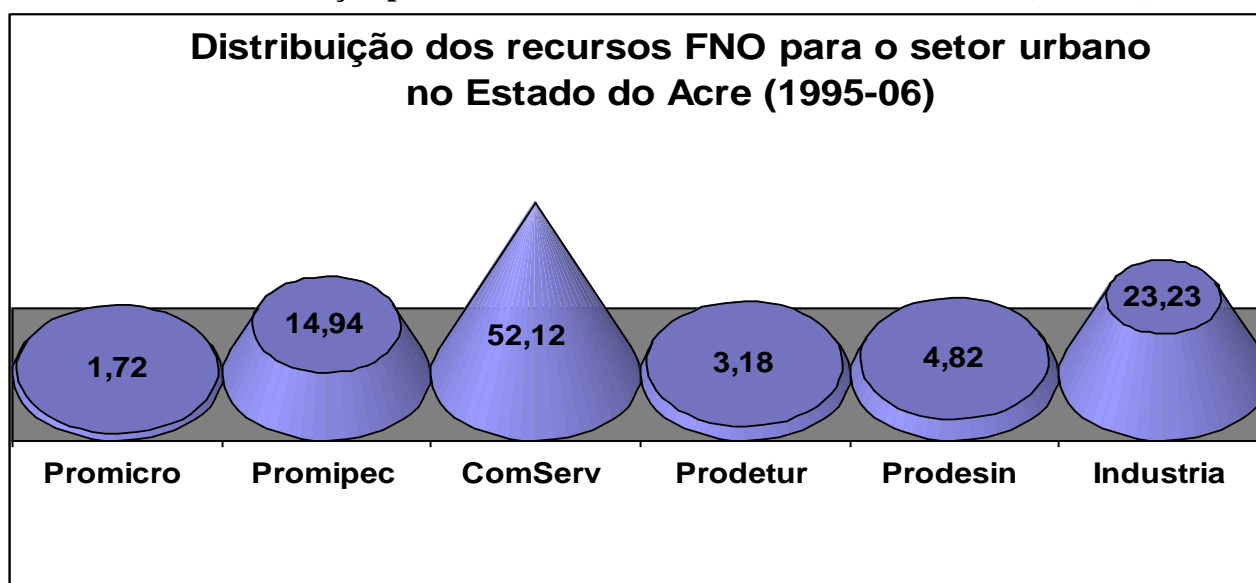 Distribuição dos recursos FNO para o setor urbano
no Estado do Acre (1995-06)
1,72
14,94
52,12
3,18
4,82
23,23
Promicro Promipec ComServ Prodetur Prodesin Industria